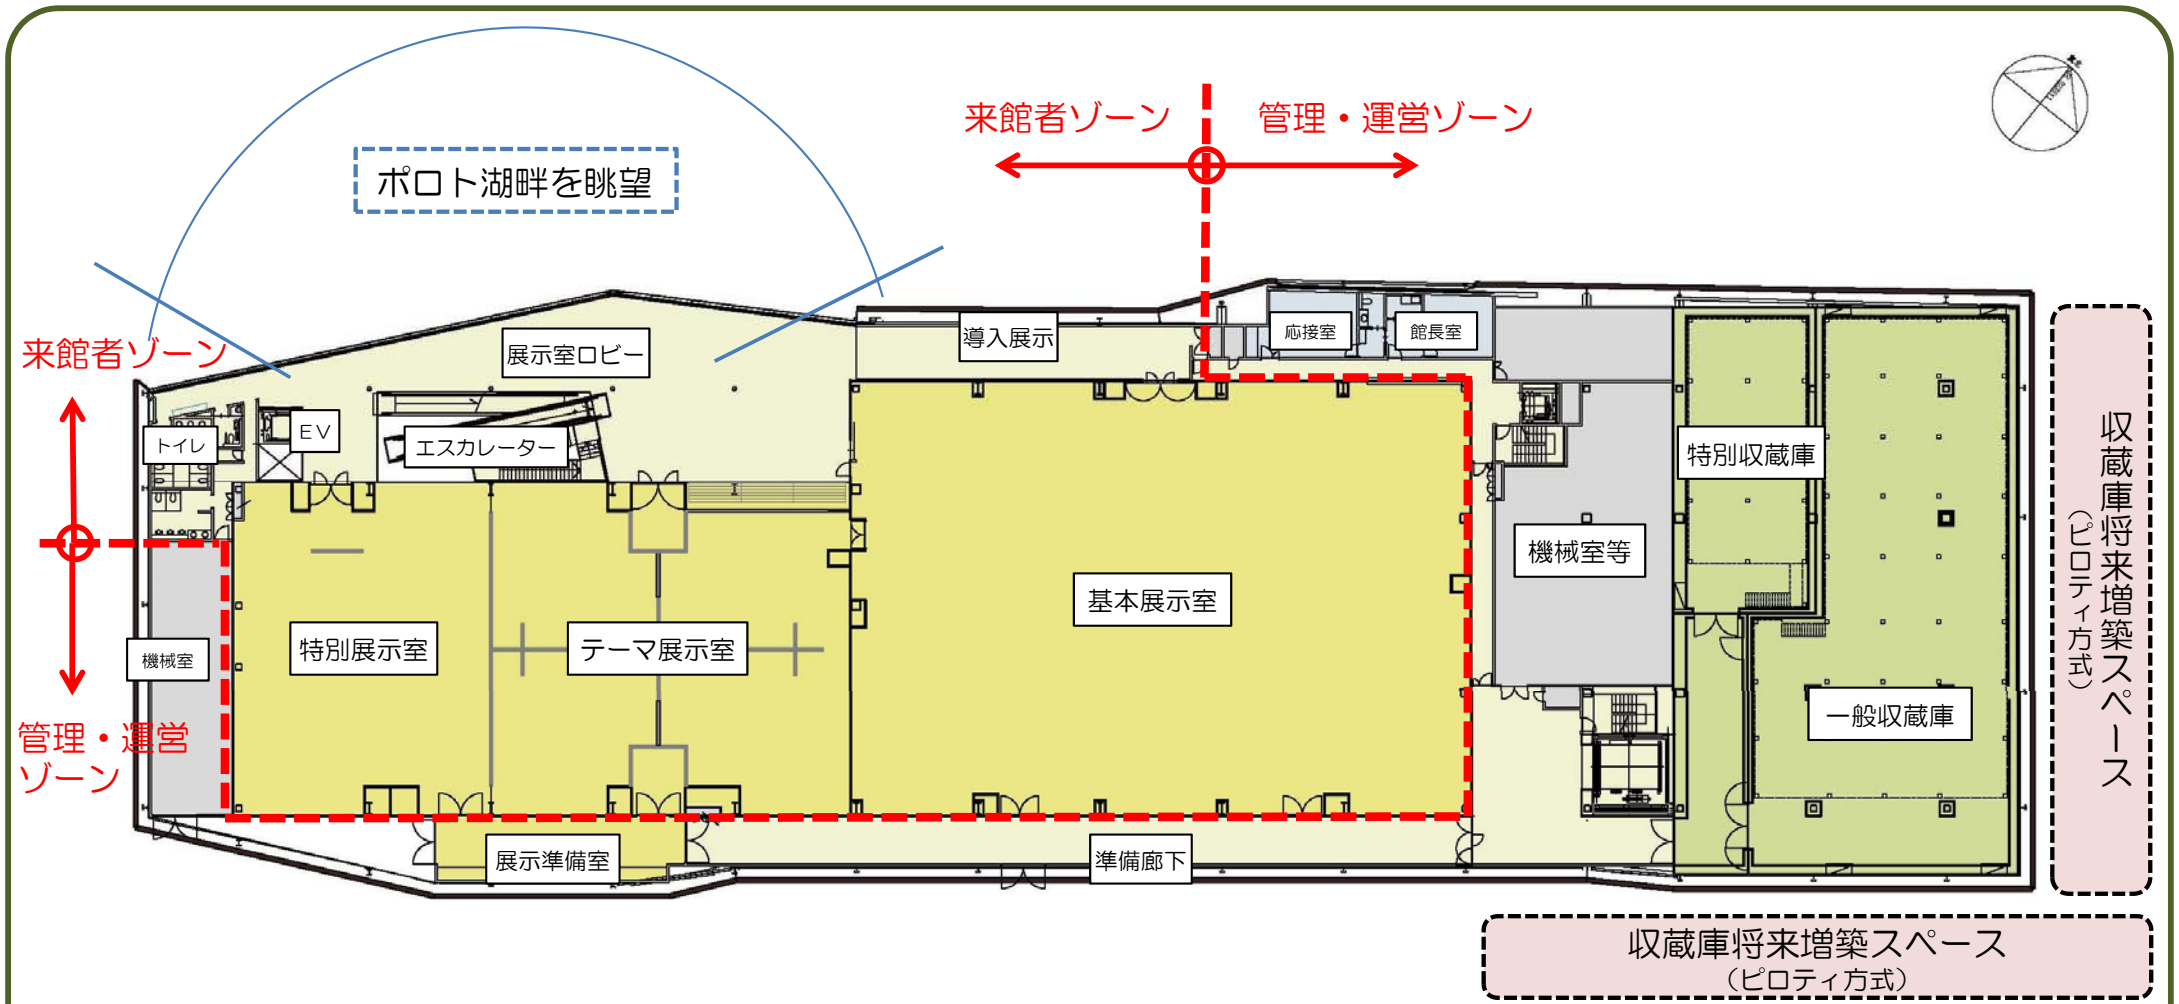 来館者ゾーン
管理・運営ゾーン
ポロト湖畔を眺望
来館者ゾーン
展示室ロビー
導入展示
応接室
館長室
トイレ
EV
エスカレーター
特別収蔵庫
機械室等
基本展示室
特別展示室
テーマ展示室
機械室
一般収蔵庫
管理・運営
ゾーン
展示準備室
準備廊下
収蔵庫将来増築スペース
(ピロティ方式)
収蔵庫将来増築スペース
(ピロティ方式)